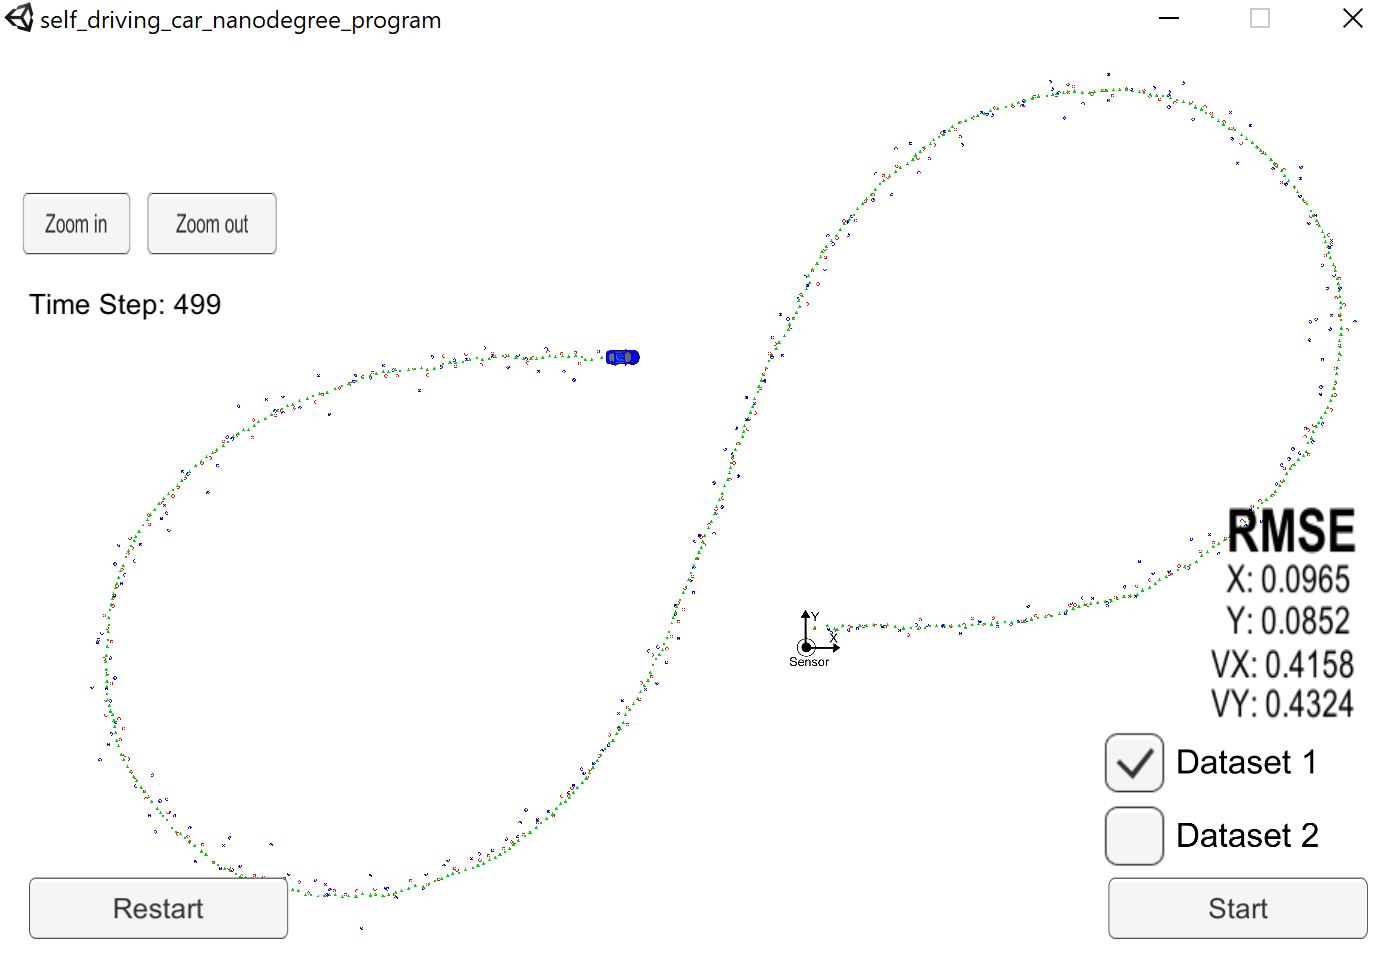 self_driving_car_nanodegree_program
Zoom in
Zoom out
Time Step: 499
Y
X
Sensor
RMSE
X: 0.0965
Y: 0.0852
VX: 0.4158
VY: 0.4324
Dataset 1
Dataset 2
Restart
Start